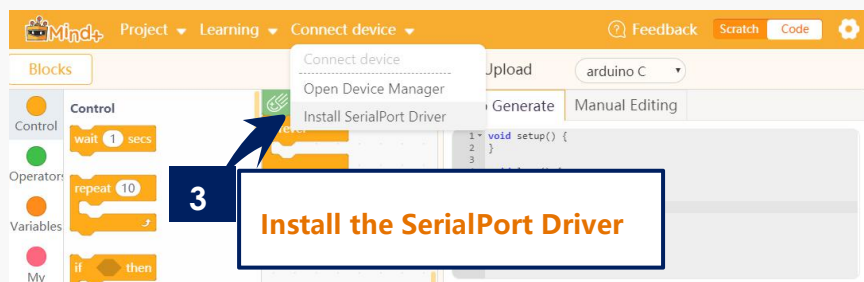 Mind+ Project Learning Connect device Feedback Scratch Code
Blocks
Connect device
Open Device Manager
Install SerialPort Driver
Upload arduino C
Generate Manual Editing
Control
Operators
Variables
My
Control
wait 1 secs
repeat 10
if then
forever
1 void setup() {
2 }
3
3
Install the SerialPort Driver